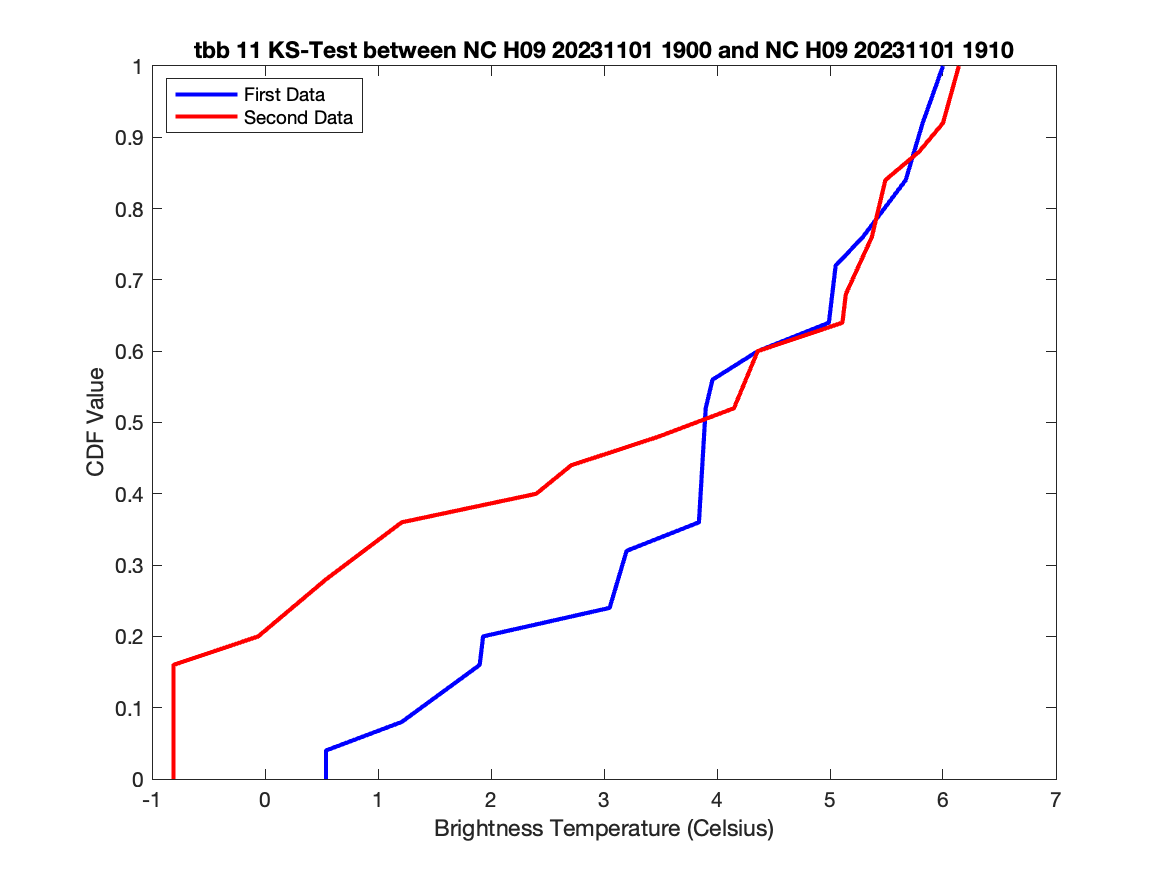 tbb 11 KS-Test between NC H09 20231101 1900 and NC H09 20231101 1910
First Data
Second Data
1
0.9
0.8
0.7
0.6
0.5
0.4
0.3
0.2
0.1
0
CDF Value
-1 0 1 2 3 4 5 6 7
Brightness Temperature (Celsius)